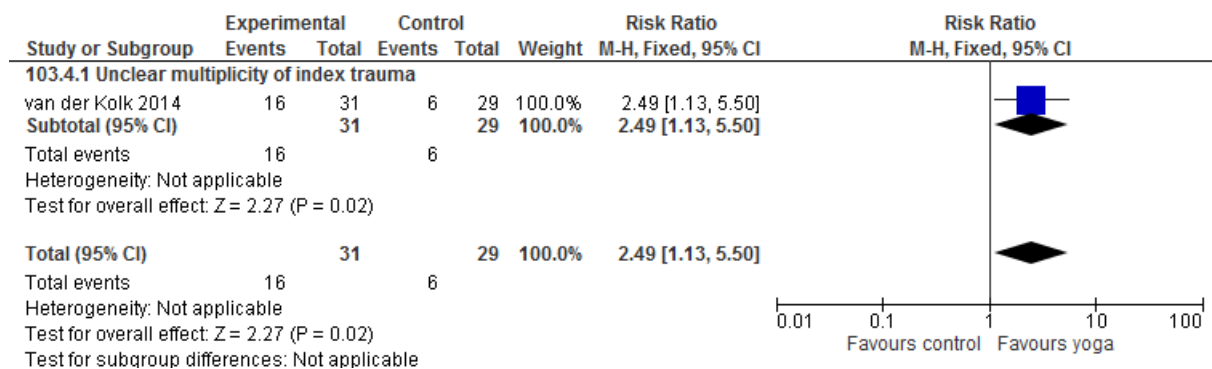 Experimental Control Risk Ratio Risk Ratio
Study or Subgroup Events Total Events Total Weight M-H, Fixed, 95% CI M-H, Fixed, 95% CI
103.4.1 Unclear multiplicity of index trauma
van der Kolk 2014 16 31 6 29 100.0% 2.49 [1.13, 5.50]
Subtotal (95% CI) 31 29 100.0% 2.49 [1.13, 5.50]
Total events 16 6
Heterogeneity: Not applicable
Test for overall effect: Z = 2.27 (P = 0.02)
Total (95% CI) 31 29 100.0% 2.49 [1.13, 5.50]
Total events 16 6
Heterogeneity: Not applicable
Test for overall effect: Z = 2.27 (P = 0.02)
Test for subgroup differences: Not applicable
0.01 0.1 1 10 100
Favours control Favours yoga